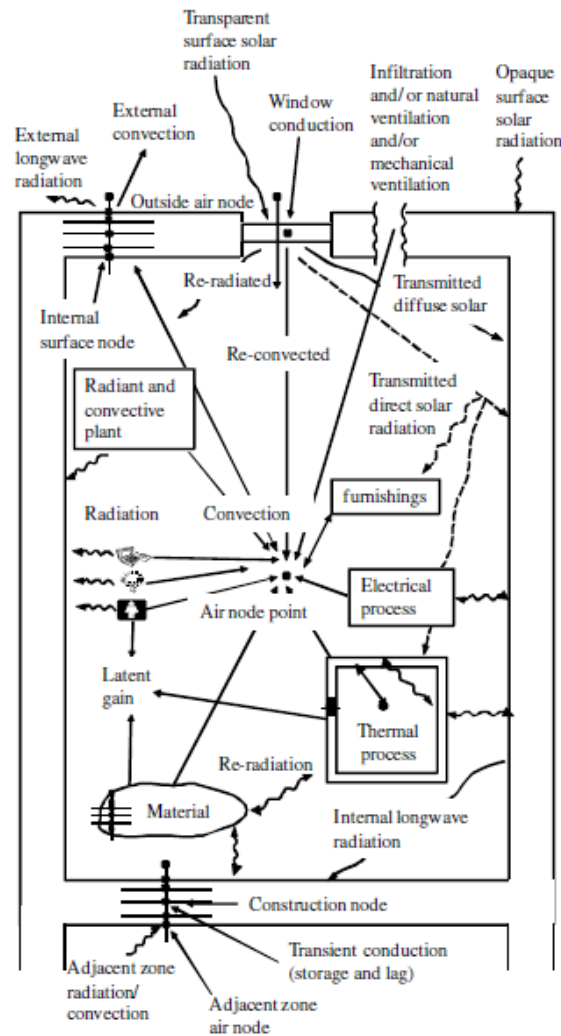 Transparent
surface solar
radiation
Infiltration
and/ or natural
ventilation
and/or
mechanical
ventilation
Opaque
surface
solar
radiation
External
convection
Window
conduction
External
longwave
radiation
Outside air node
Re-radiated
Transmitted
diffuse solar
Internal
surface node
Re-convected
Radiant and
convective
plant
Transmitted
direct solar
radiation
furnishings
Radiation
Convection
Electrical
process
Air node point
Latent
gain
Thermal
process
Re-radiation
Material
Internal longwave
radiation
Construction node
Transient conduction
(storage and lag)
Adjacent zone
radiation/
convection
Adjacent zone
air node